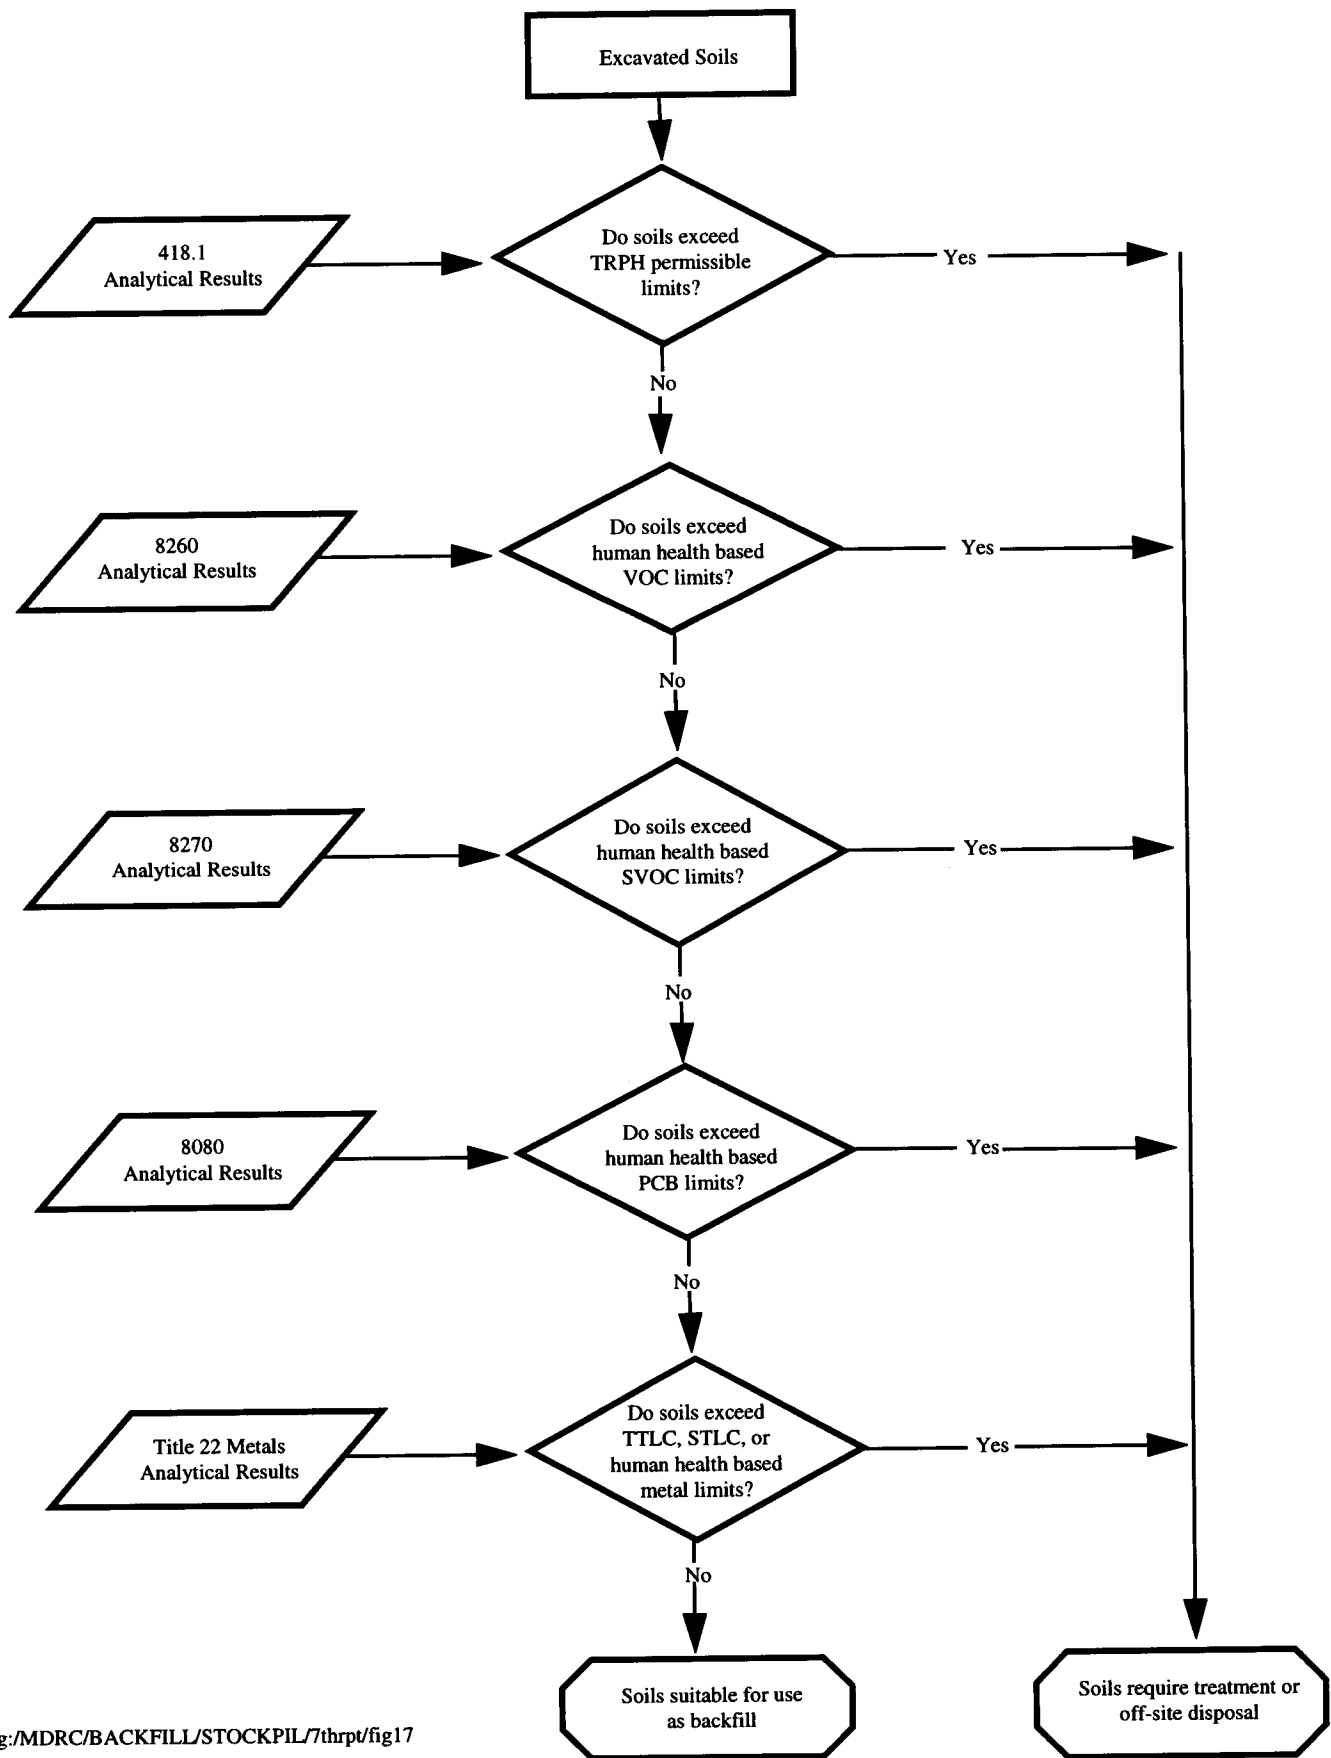 Excavated Soils
418.1
Analytical Results
Do soils exceed
TRPH permissible
limits?
Yes
No
8260
Analytical Results
Do soils exceed
human health based
VOC limits?
Yes
No
8270
Analytical Results
Do soils exceed
human health based
SVOC limits?
Yes
No
8080
Analytical Results
Do soils exceed
human health based
PCB limits?
Yes
No
Title 22 Metals
Analytical Results
Do soils exceed
TTLC, STLC, or
human health based
metal limits?
Yes
No
Soils suitable for use
as backfill
Soils require treatment or
off-site disposal
g:/MDRC/BACKFILL/STOCKPIL/7thrpt/fig17